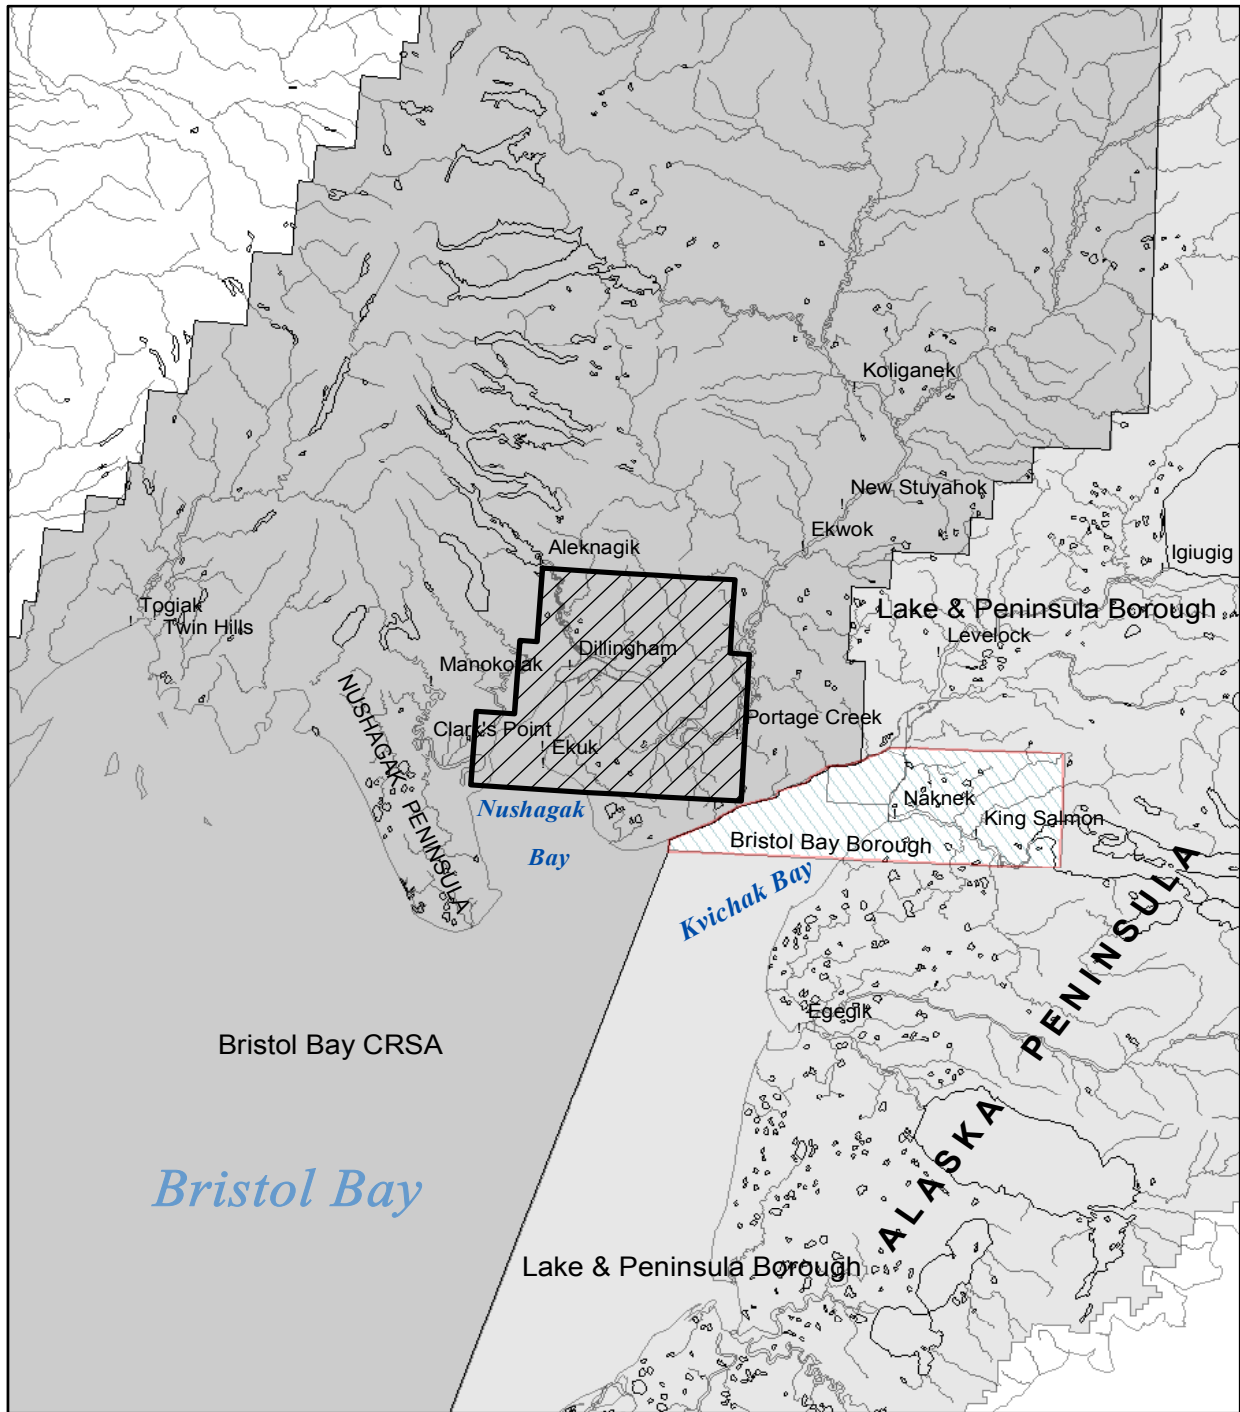 Koliganek
New Stuyahok
Ekwok
Aleknagik
Igiugig
Togiak
Twin Hills
Lake & Peninsula Borough
Levelock
Dillingham
Manokotak
NUSHAGAK PENINSULA
Clark's Point
Ekuk
Portage Creek
Nushagak
Bay
Naknek
King Salmon
Bristol Bay Borough
Kvichak Bay
Egegik
ALASKA PENINSULA
Bristol Bay CRSA
Bristol Bay
Lake & Peninsula Borough